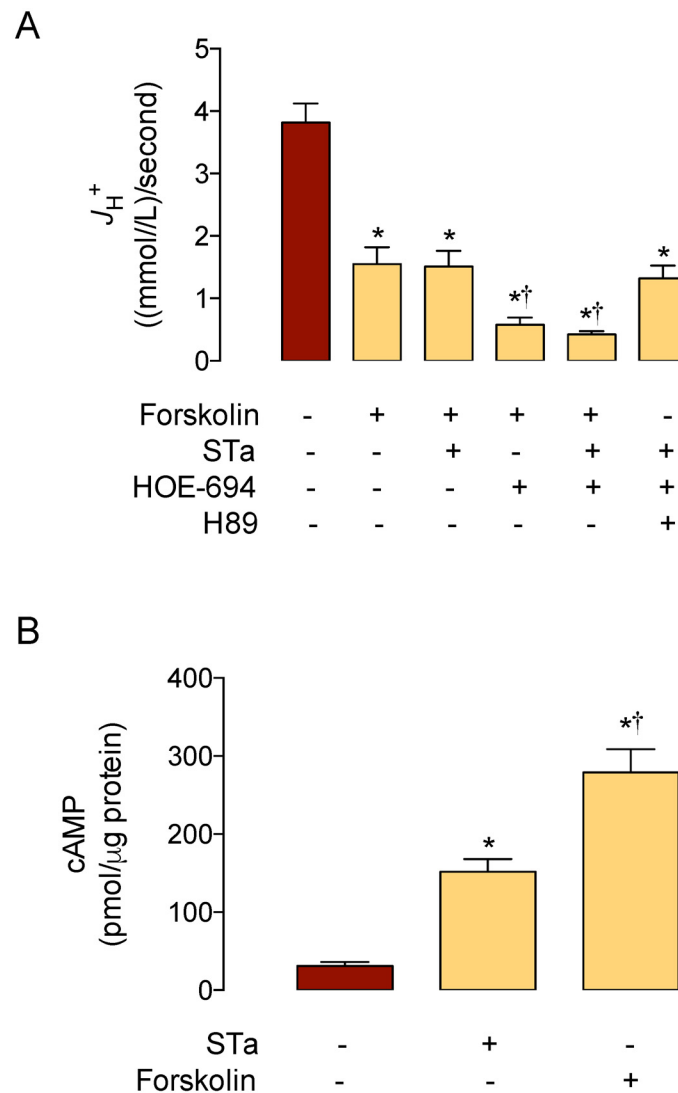 A
5
4
3
2
1
0
J_H^+
((mmol//L)/second)
* * *† *† *
Forskolin - + + + + -
STa - - + - + +
HOE-694 - - - + + +
H89 - - - - - +
B
400
300
200
100
0
cAMP
(pmol/µg protein)
* *†
STa - + -
Forskolin - - +